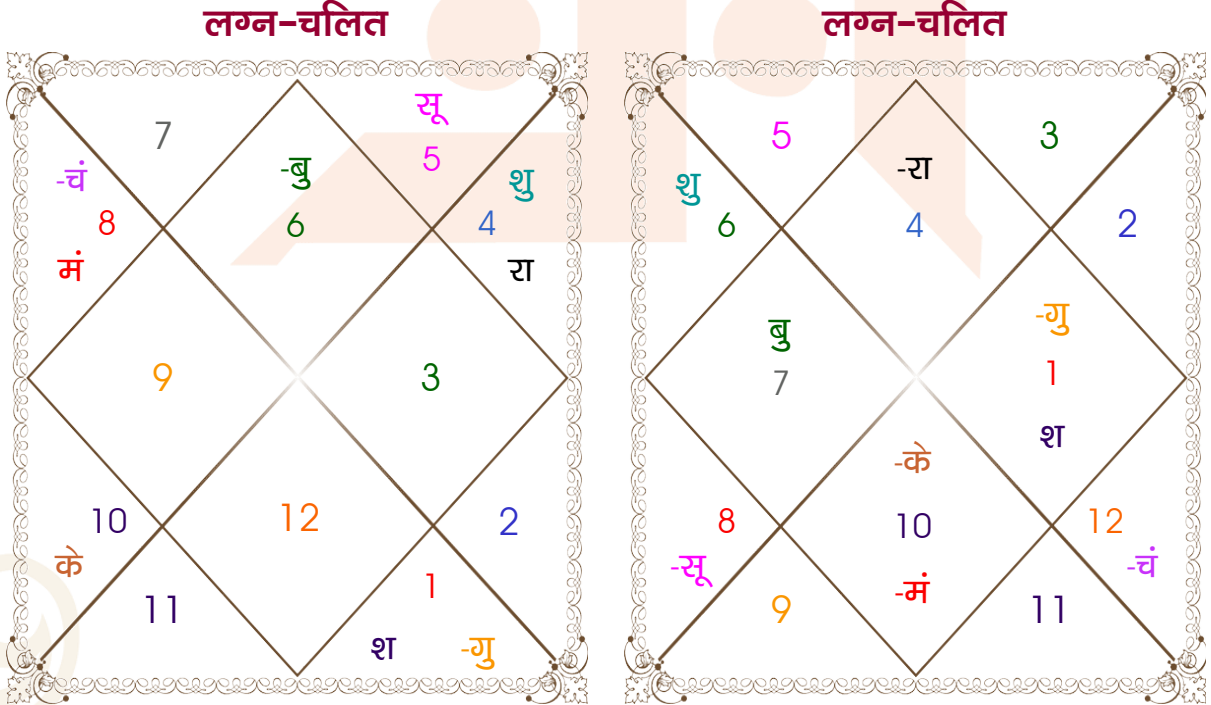 लग्न-चलित
सू
7
-बु
5
-चं
शु
8
6
4
मं
रा
9
3
10
12
2
के
11
1
श
-गु
लग्न-चलित
5
3
-रा
शु
6
4
2
-गु
बु
7
1
श
-के
8
10
12
-सू
-चं
9
-मं
11